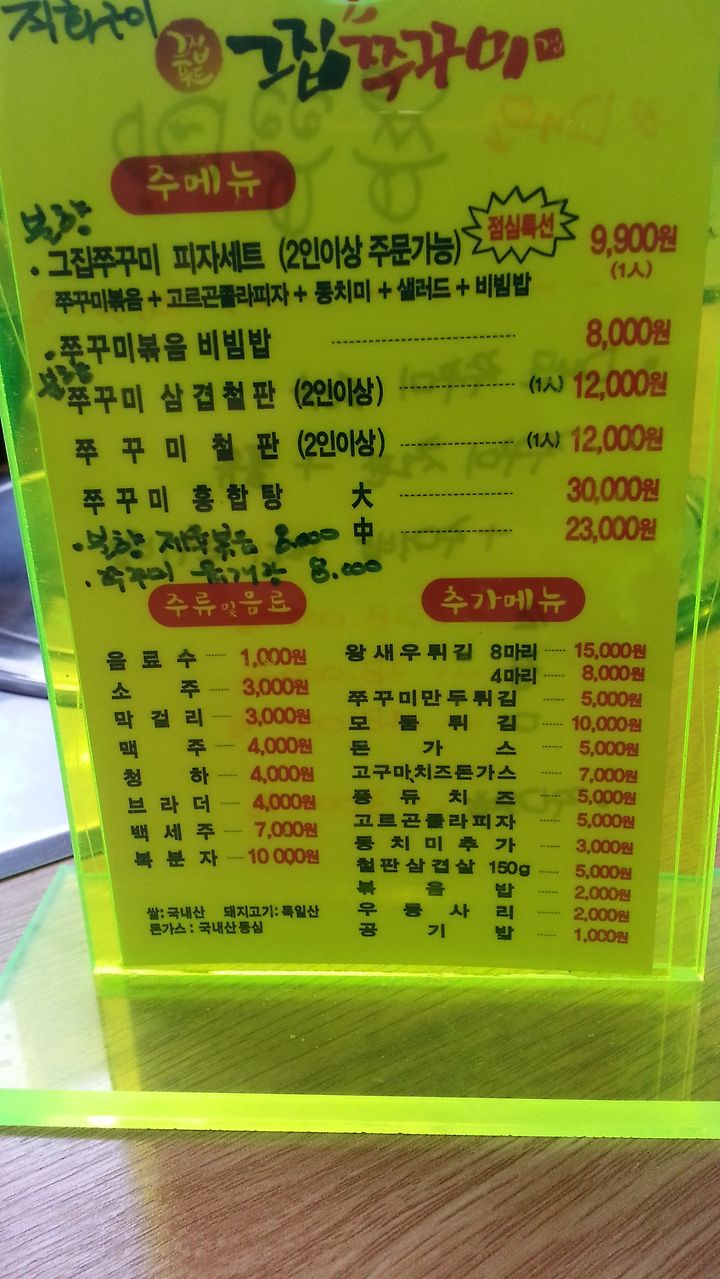 직화구이
그집쭈꾸미
주메뉴
불향
· 그집쭈꾸미 피자세트 (2인이상 주문가능) 점심특선 9,900원
(1人)
쭈꾸미볶음 + 고르곤졸라피자 + 동치미 + 샐러드 + 비빔밥
· 쭈꾸미볶음 비빔밥 8,000원
불향
쭈꾸미 삼겹철판 (2인이상) (1人) 12,000원
쭈꾸미철판 (2인이상) (1人) 12,000원
쭈꾸미 홍합탕 大 30,000원
中 23,000원
· 불향 제육볶음 8.000
· 쭈꾸미 육개장 8.000
주류및음료
음료수 1,000원
소주 3,000원
막걸리 3,000원
맥주 4,000원
청하 4,000원
브라더 4,000원
백세주 7,000원
복분자 10 000원
쌀: 국내산 돼지고기: 독일산
돈가스 : 국내산등심
추가메뉴
왕새우튀김 8마리 15,000원
4마리 8,000원
쭈꾸미만두튀김 5,000원
모둠튀김 10,000원
돈가스 5,000원
고구마치즈돈가스 7,000원
퐁듀치즈 5,000원
고르곤졸라피자 5,000원
동치미추가 3,000원
철판삼겹살 150g 5,000원
볶음밥 2,000원
우동사리 2,000원
공기밥 1,000원